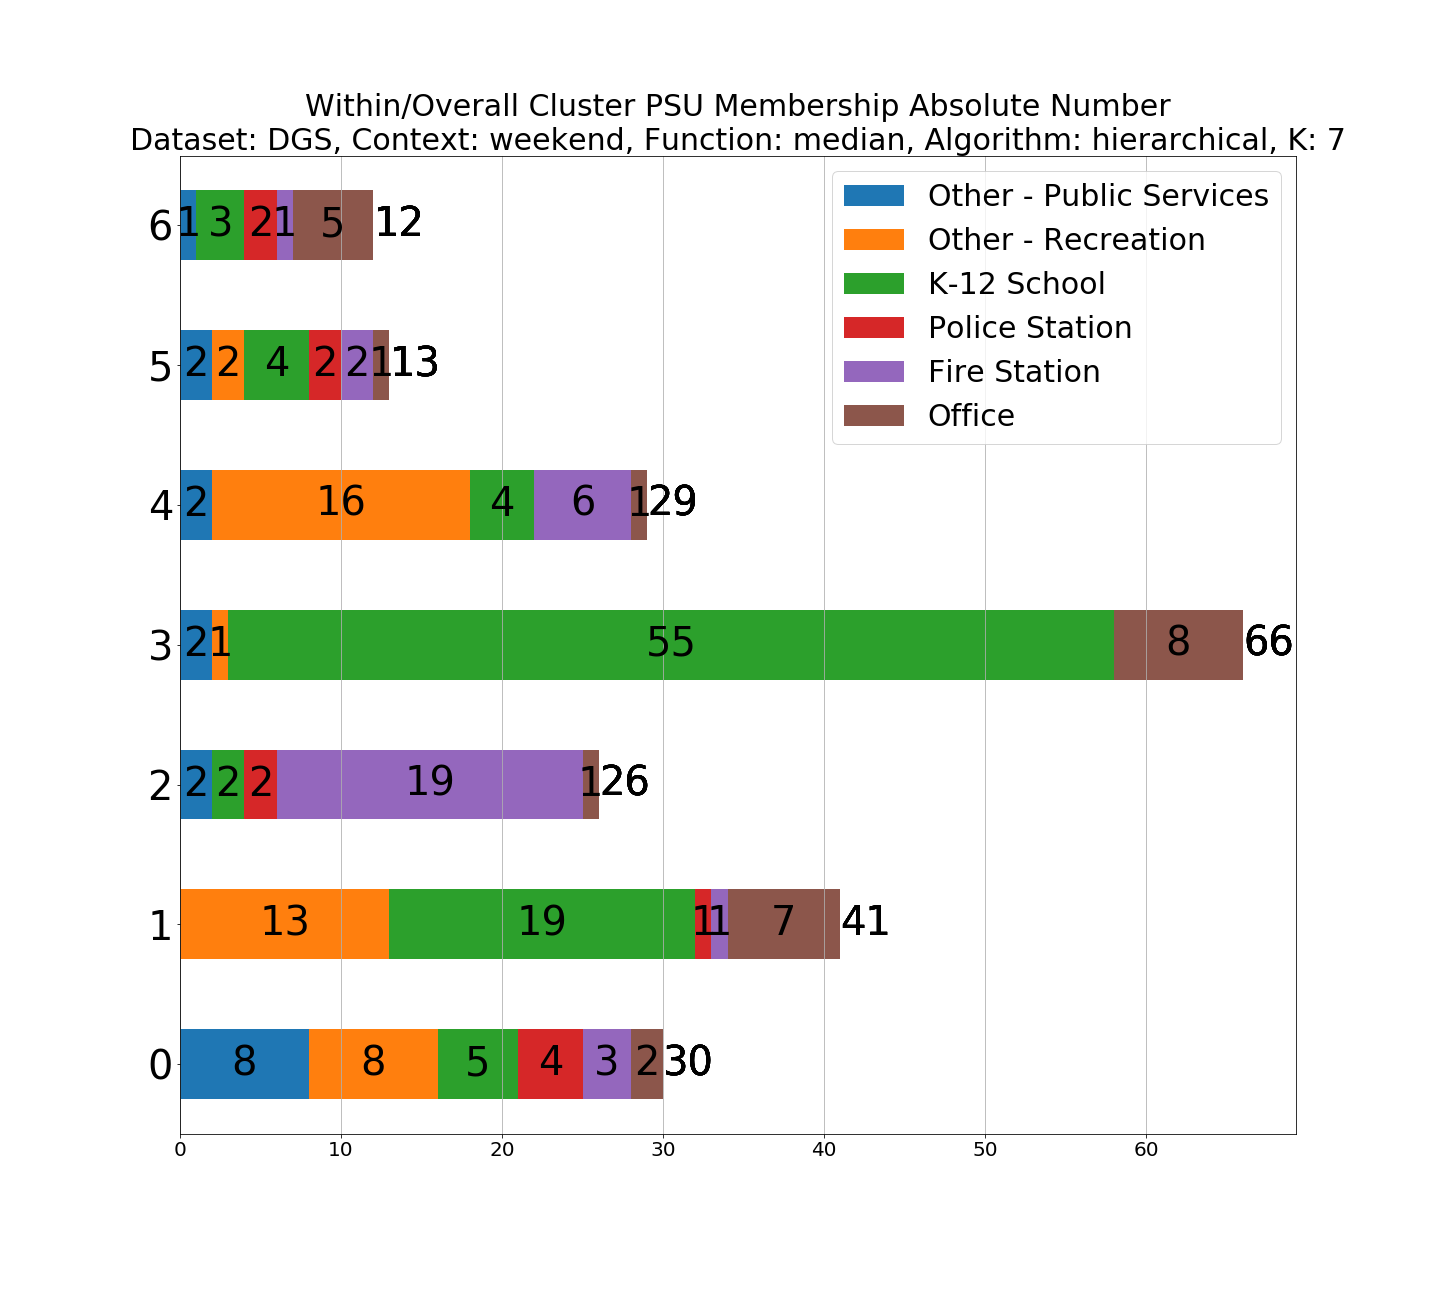 Within/Overall Cluster PSU Membership Absolute Number
Dataset: DGS, Context: weekend, Function: median, Algorithm: hierarchical, K: 7
Other - Public Services
Other - Recreation
K-12 School
Police Station
Fire Station
Office
6 1 3 2 1 5 12
5 2 2 4 2 2 1 13
4 2 16 4 6 1 29
3 2 1 55 8 66
2 2 2 2 19 1 26
1 13 19 1 1 7 41
0 8 8 5 4 3 2 30
0 10 20 30 40 50 60